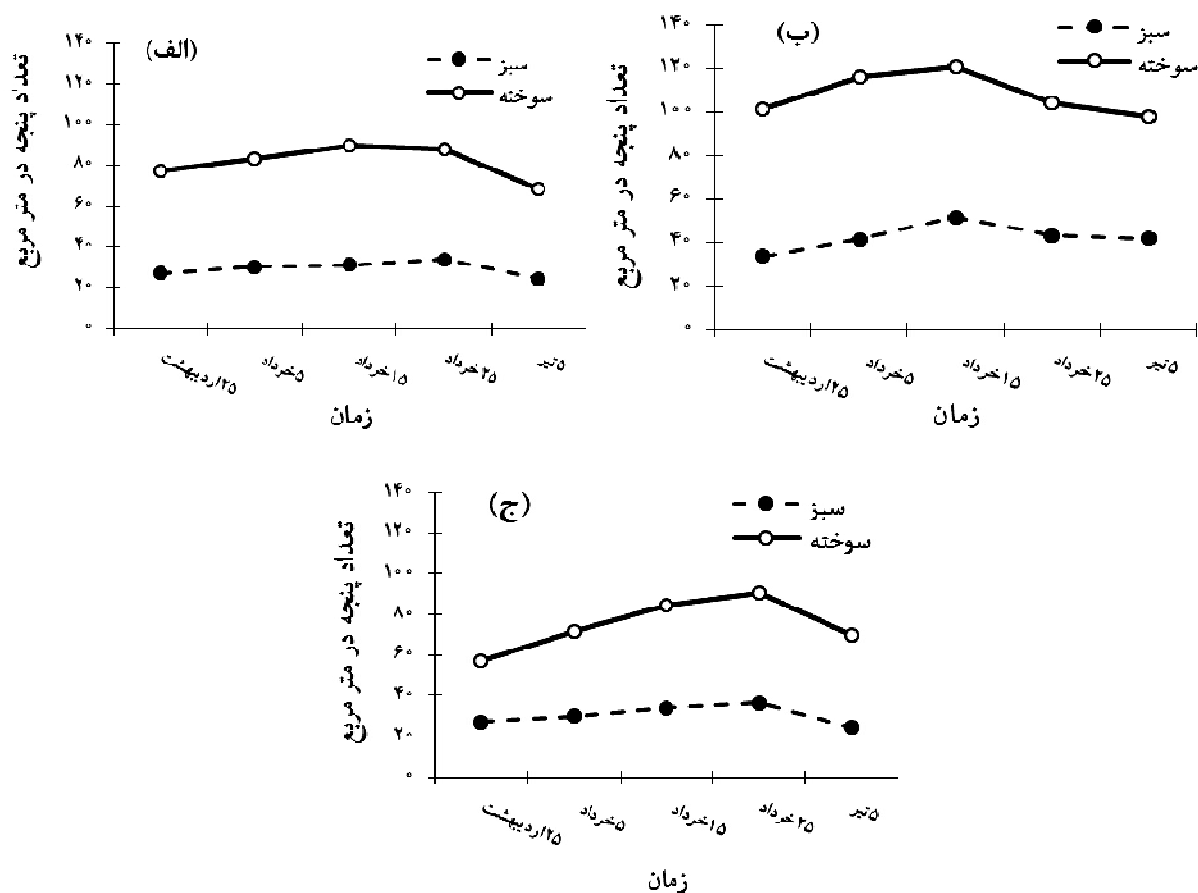 (الف)
سبز
سوخته
تعداد پنجه در متر مربع
۱۴۰
۱۲۰
۱۰۰
۸۰
۶۰
۴۰
۲۰
۰
۲۵اردیبهشت
۵خرداد
۱۵خرداد
۲۵خرداد
۵تیر
زمان
(ب)
سبز
سوخته
تعداد پنجه در متر مربع
۱۴۰
۱۲۰
۱۰۰
۸۰
۶۰
۴۰
۲۰
۰
۲۵اردیبهشت
۵خرداد
۱۵خرداد
۲۵خرداد
۵تیر
زمان
(ج)
سبز
سوخته
تعداد پنجه در متر مربع
۱۴۰
۱۲۰
۱۰۰
۸۰
۶۰
۴۰
۲۰
۰
۲۵اردیبهشت
۵خرداد
۱۵خرداد
۲۵خرداد
۵تیر
زمان